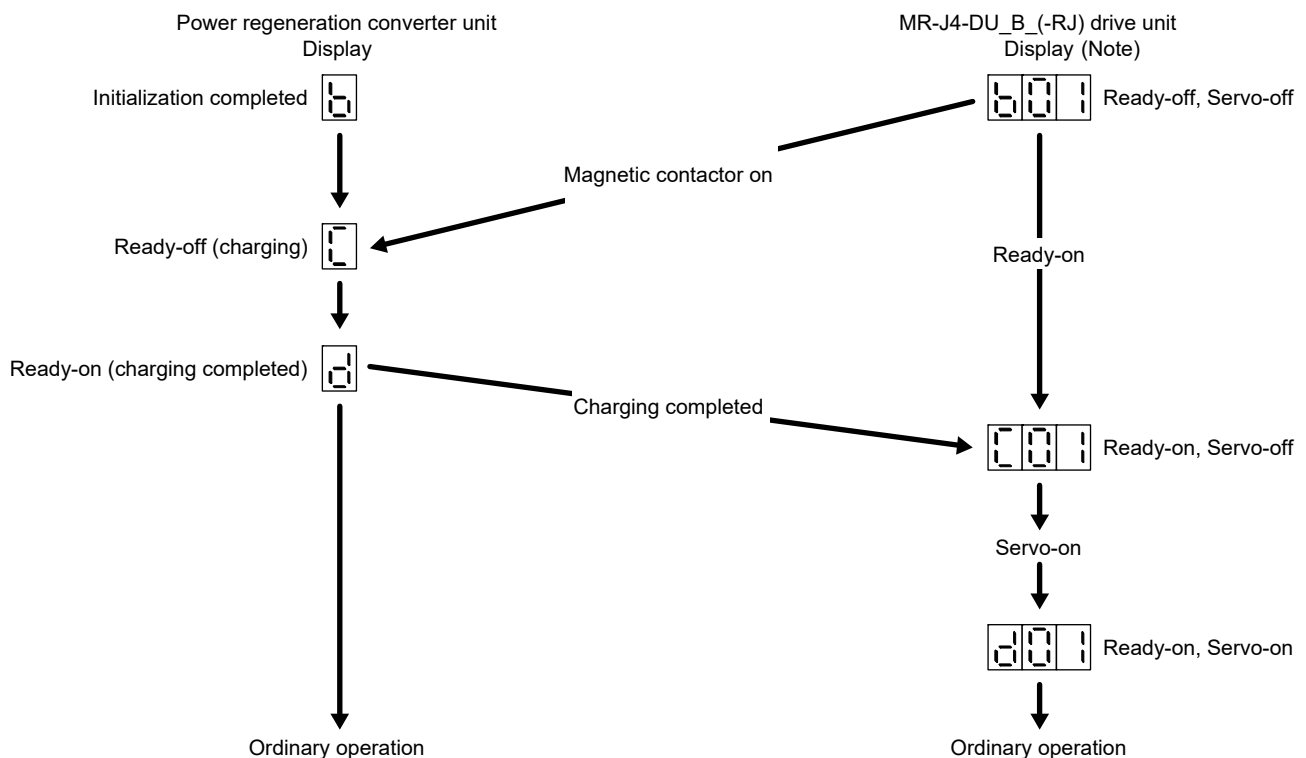 Power regeneration converter unit
Display
MR-J4-DU_B_(-RJ) drive unit
Display (Note)
Initialization completed b
b01 Ready-off, Servo-off
Magnetic contactor on
Ready-off (charging) C
Ready-on
Ready-on (charging completed) d
Charging completed
C01 Ready-on, Servo-off
Servo-on
d01 Ready-on, Servo-on
Ordinary operation
Ordinary operation